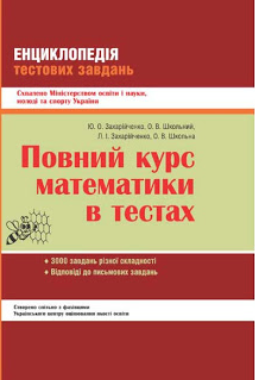 ЕНЦИКЛОПЕДІЯ
тестових завдань
Схвалено Міністерством освіти і науки,
молоді та спорту України
Ю. О. Захарійченко, О. В. Школьний,
Л. І. Захарійченко, О. В. Школьна
Повний курс
математики
в тестах
♦ 3000 завдань різної складності
♦ Відповіді до письмових завдань
Створено спільно з фахівцями
Українського центру оцінювання якості освіти